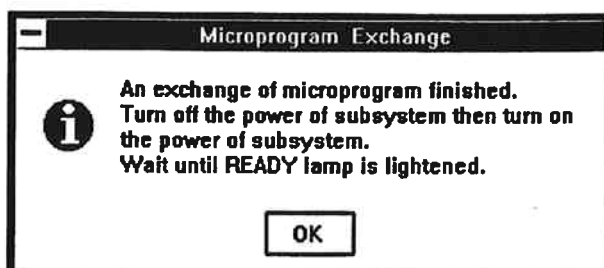 Microprogram Exchange
An exchange of microprogram finished.
Turn off the power of subsystem then turn on
the power of subsystem.
Wait until READY lamp is lightened.
OK